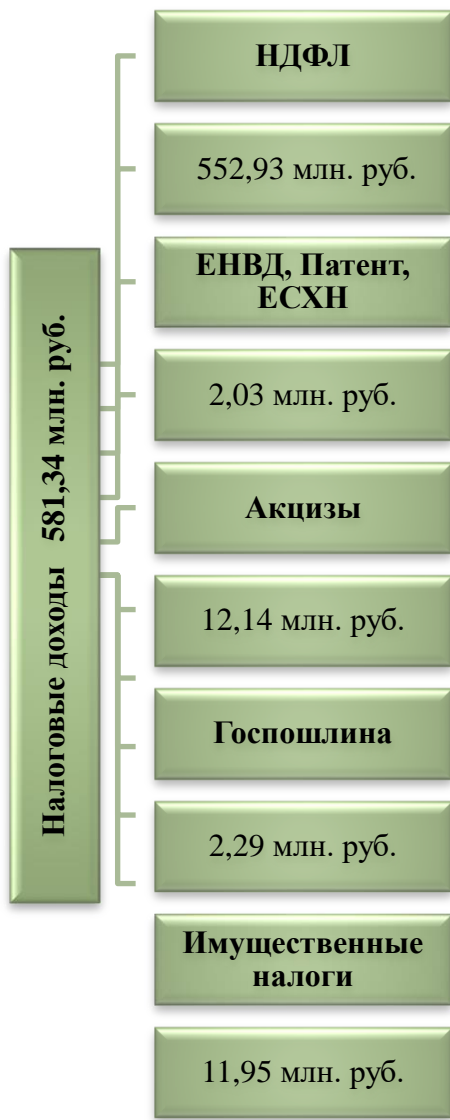 Налоговые доходы 581,34 млн. руб.
НДФЛ
552,93 млн. руб.
ЕНВД, Патент,
ЕСХН
2,03 млн. руб.
Акцизы
12,14 млн. руб.
Госпошлина
2,29 млн. руб.
Имущественные
налоги
11,95 млн. руб.